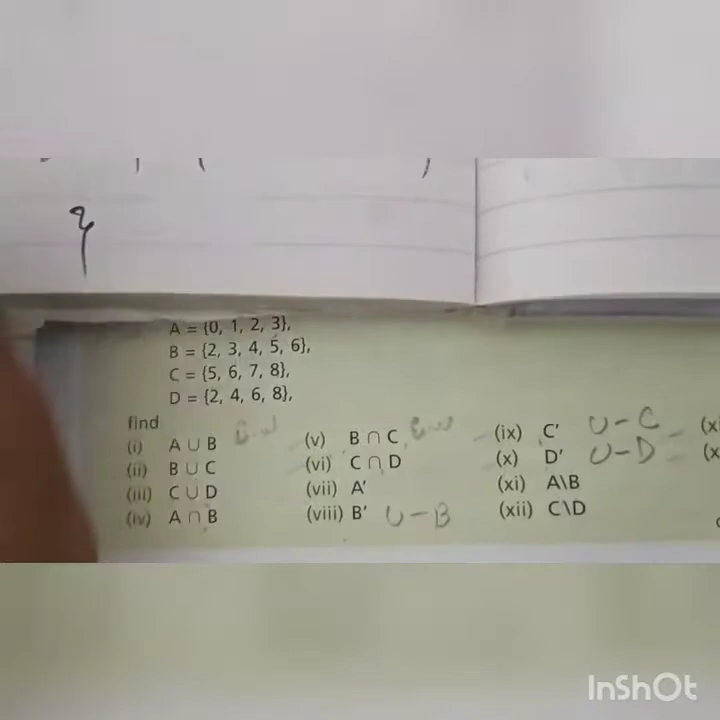 A = {0, 1, 2, 3},
B = {2, 3, 4, 5, 6},
C = {5, 6, 7, 8},
D = {2, 4, 6, 8},
find
(i) A ∪ B
(ii) B ∪ C
(iii) C ∪ D
(iv) A ∩ B
(v) B ∩ C
(vi) C ∩ D
(vii) A′
(viii) B′ U - B
(ix) C′ U - C
(x) D′ U - D
(xi) A\B
(xii) C\D
InShOt